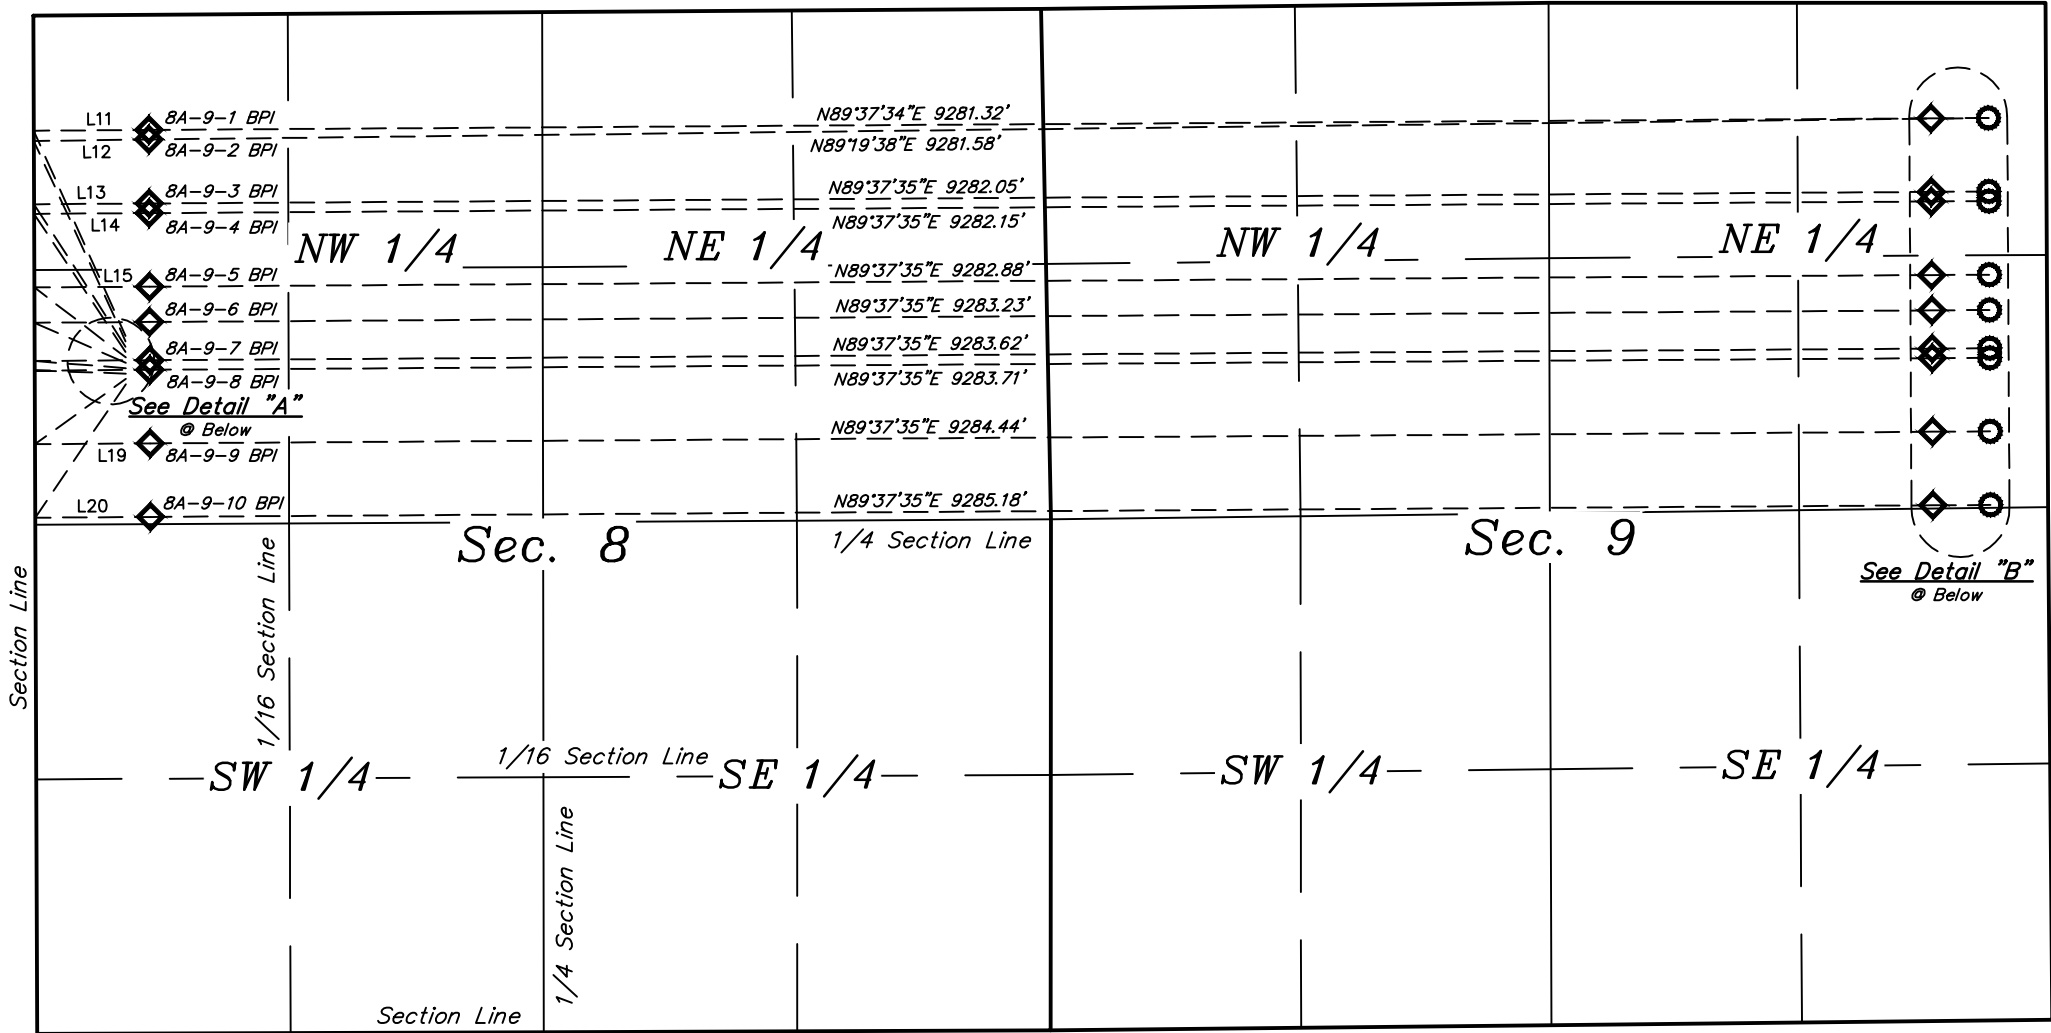 L11
8A-9-1 BPI
N89°37'34"E 9281.32'
L12
8A-9-2 BPI
N89°19'38"E 9281.58'
L13
8A-9-3 BPI
N89°37'35"E 9282.05'
L14
8A-9-4 BPI
N89°37'35"E 9282.15'
NW 1/4
NE 1/4
NW 1/4
NE 1/4
L15
8A-9-5 BPI
N89°37'35"E 9282.88'
8A-9-6 BPI
N89°37'35"E 9283.23'
8A-9-7 BPI
N89°37'35"E 9283.62'
8A-9-8 BPI
N89°37'35"E 9283.71'
See Detail "A"
@ Below
N89°37'35"E 9284.44'
L19
8A-9-9 BPI
L20
8A-9-10 BPI
N89°37'35"E 9285.18'
Sec. 8
1/4 Section Line
Sec. 9
See Detail "B"
@ Below
Section Line
1/16 Section Line
SW 1/4
1/16 Section Line
SE 1/4
SW 1/4
SE 1/4
1/4 Section Line
Section Line